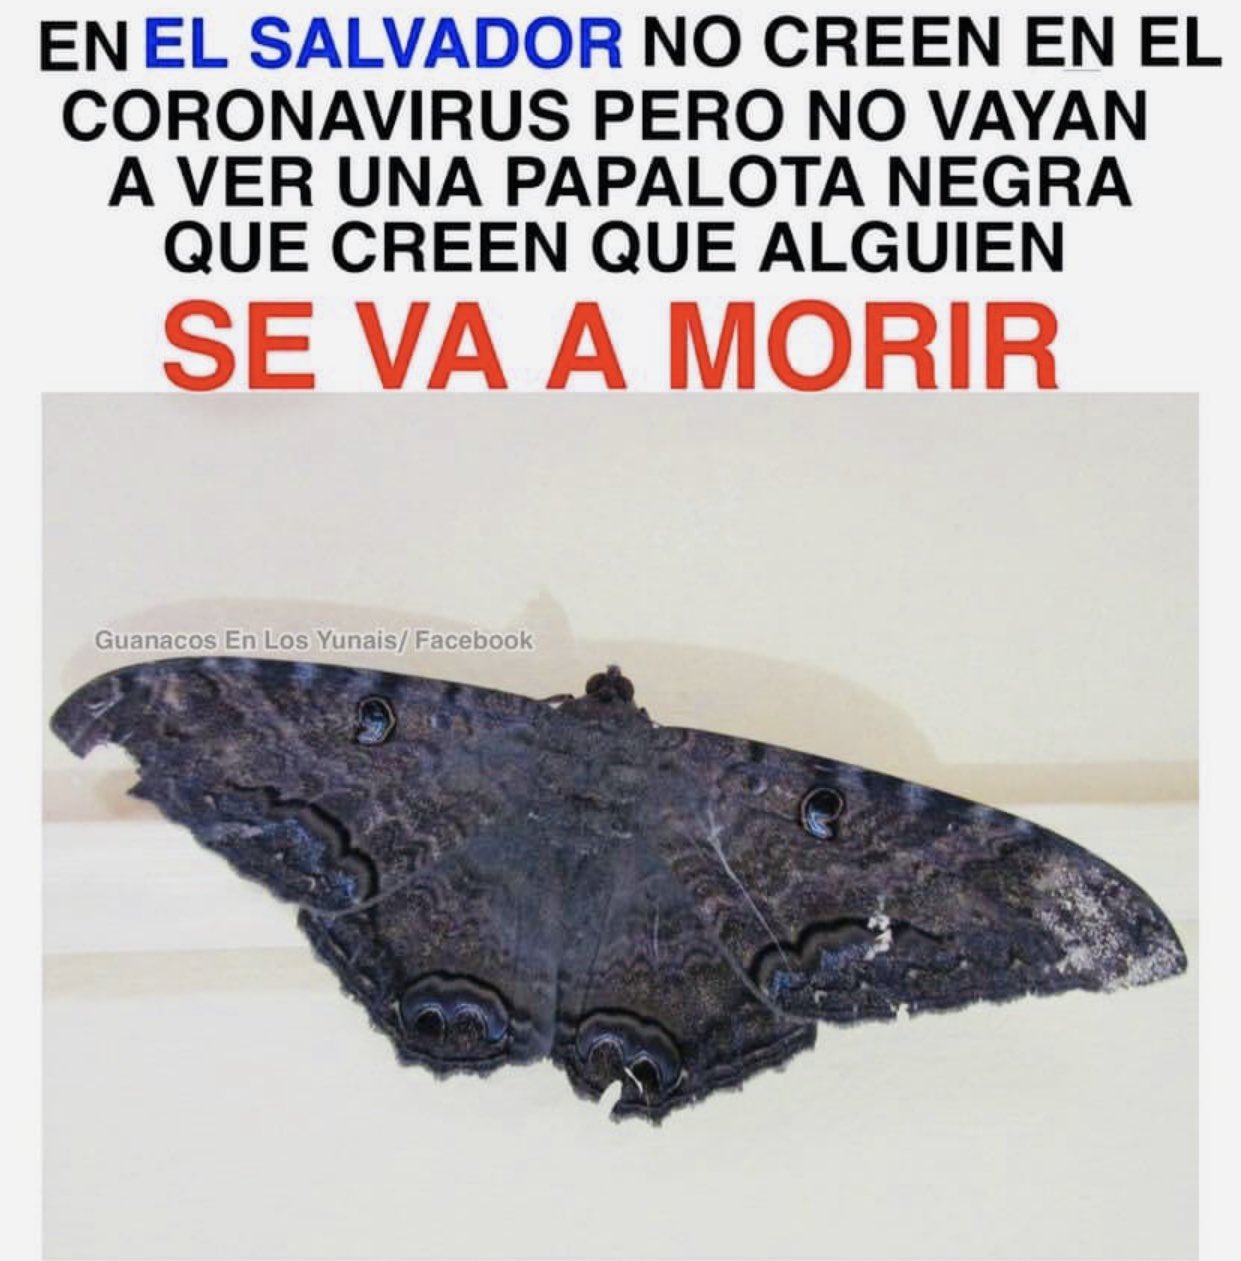 EN EL SALVADOR NO CREEN EN EL
CORONAVIRUS PERO NO VAYAN
A VER UNA PAPALOTA NEGRA
QUE CREEN QUE ALGUIEN
SE VA A MORIR
Guanacos En Los Yunais/ Facebook